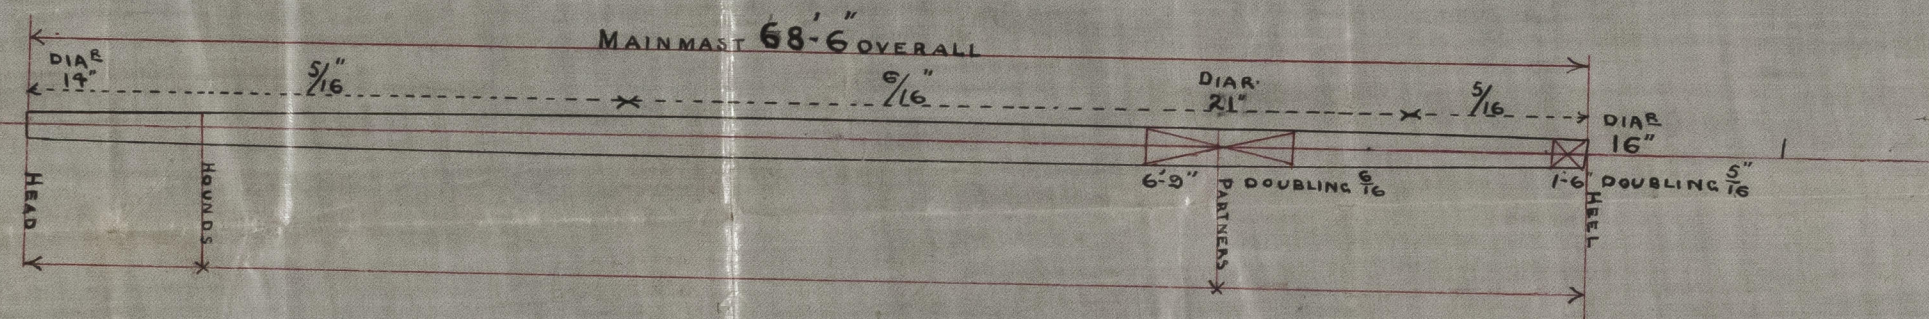 MAINMAST 68'-6" OVERALL
DIAR
14"
5/16"
6/16"
DIAR.
21"
5/16
DIAR
16"
6'-9"
DOUBLING 6/16
1'-6"
DOUBLING 5/16"
HEAD
HOUNDS
PARTNERS
HEEL